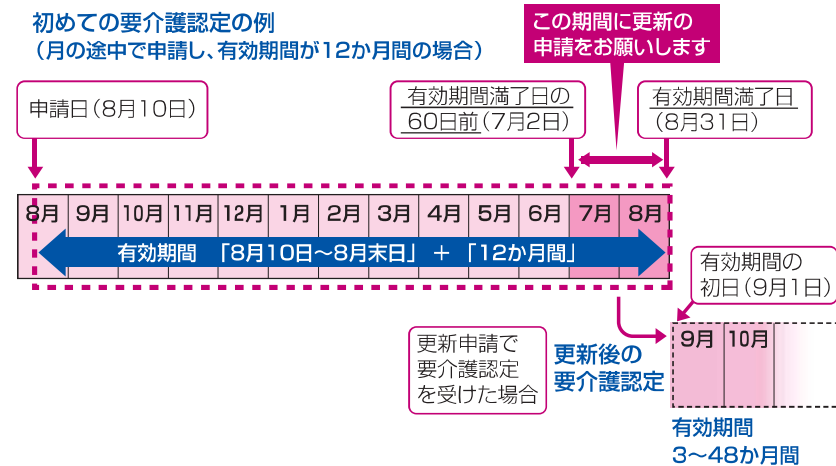 初めての要介護認定の例
（月の途中で申請し、有効期間が12か月間の場合）
この期間に更新の
申請をお願いします
申請日（8月10日）
有効期間満了日の
60日前（7月2日）
有効期間満了日
（8月31日）
8月 9月 10月 11月 12月 1月 2月 3月 4月 5月 6月 7月 8月
有効期間 「8月10日～8月末日」 ＋ 「12か月間」
有効期間の
初日（9月1日）
更新申請で
要介護認定
を受けた場合
更新後の
要介護認定
9月 10月
有効期間
3～48か月間